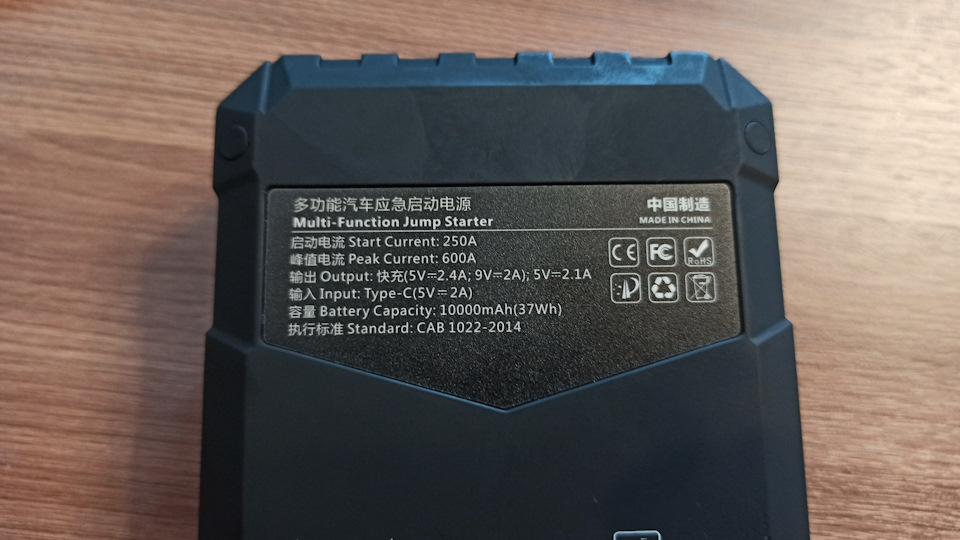 多功能汽车应急启动电源
Multi-Function Jump Starter
中国制造
MADE IN CHINA
启动电流 Start Current: 250A
峰值电流 Peak Current: 600A
输出 Output: 快充(5V⎓2.4A; 9V⎓2A); 5V⎓2.1A
输入 Input: Type-C(5V⎓2A)
容量 Battery Capacity: 10000mAh(37Wh)
执行标准 Standard: CAB 1022-2014
CE FC RoHS